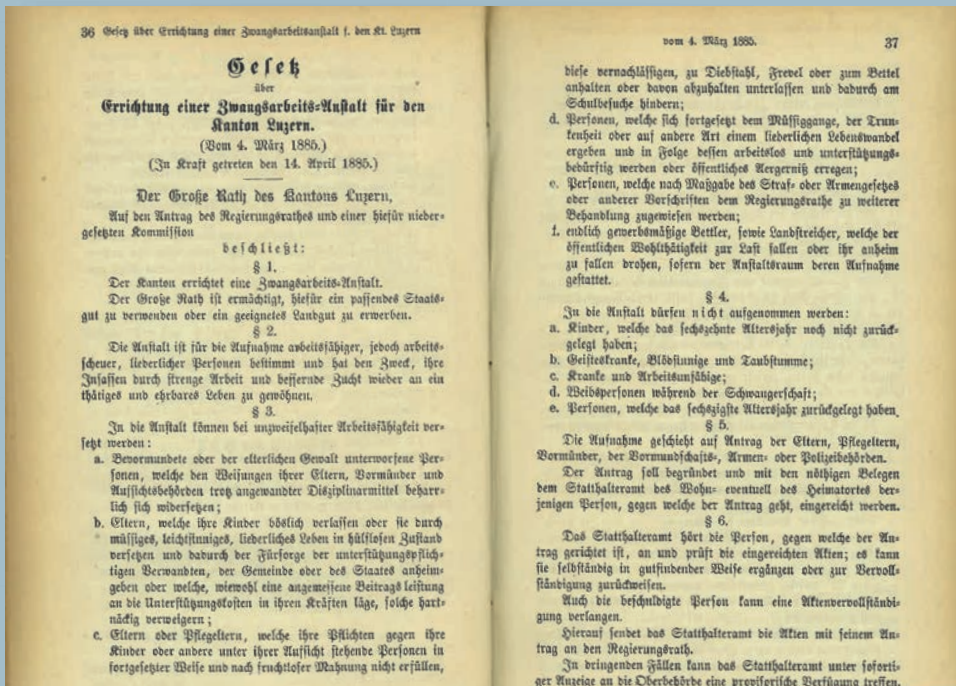 36 Gesetz über Errichtung einer Zwangsarbeitsanstalt f. den Kt. Luzern
Gesetz
über
Errichtung einer Zwangsarbeits-Anstalt für den
Kanton Luzern.
(Vom 4. März 1885.)
(In Kraft getreten den 14. April 1885.)
Der Große Rath des Kantons Luzern,
Auf den Antrag des Regierungsrathes und einer hiefür nieder-
gesetzten Kommission
beschließt:
§ 1.
Der Kanton errichtet eine Zwangsarbeits-Anstalt.
Der Große Rath ist ermächtigt, hiefür ein passendes Staats-
gut zu verwenden oder ein geeignetes Landgut zu erwerben.
§ 2.
Die Anstalt ist für die Aufnahme arbeitsfähiger, jedoch arbeits-
scheuer, liederlicher Personen bestimmt und hat den Zweck, ihre
Insassen durch strenge Arbeit und bessernde Zucht wieder an ein
thätiges und ehrbares Leben zu gewöhnen.
§ 3.
In die Anstalt können bei unzweifelhafter Arbeitsfähigkeit ver-
setzt werden:
a. Bevormundete oder der elterlichen Gewalt unterworfene Per-
sonen, welche den Weisungen ihrer Eltern, Vormünder und
Aufsichtsbehörden trotz angewandter Disziplinarmittel beharr-
lich sich widersetzen;
b. Eltern, welche ihre Kinder böslich verlassen oder sie durch
müssiges, leichtsinniges, liederliches Leben in hülflosen Zustand
versetzen und dadurch der Fürsorge der unterstützungspflich-
tigen Verwandten, der Gemeinde oder des Staates anheim-
geben oder welche, wiewohl eine angemessene Beitragsleistung
an die Unterstützungskosten in ihren Kräften läge, solche hart-
näckig verweigern;
c. Eltern oder Pflegeltern, welche ihre Pflichten gegen ihre
Kinder oder andere unter ihrer Aufsicht stehende Personen in
fortgesetzter Weise und nach fruchtloser Mahnung nicht erfüllen,
vom 4. März 1885. 37
diese vernachlässigen, zu Diebstahl, Frevel oder zum Bettel
anhalten oder davon abzuhalten unterlassen und dadurch am
Schulbesuche hindern;
d. Personen, welche sich fortgesetzt dem Müssiggange, der Trun-
kenheit oder auf andere Art einem liederlichen Lebenswandel
ergeben und in Folge dessen arbeitslos und unterstützungs-
bedürftig werden oder öffentliches Aergerniß erregen;
e. Personen, welche nach Maßgabe des Straf- oder Armengesetzes
oder anderer Vorschriften dem Regierungsrathe zu weiterer
Behandlung zugewiesen werden;
f. endlich gewerbsmäßige Bettler, sowie Landstreicher, welche der
öffentlichen Wohlthätigkeit zur Last fallen oder ihr anheim
zu fallen drohen, sofern der Anstaltsraum deren Aufnahme
gestattet.
§ 4.
In die Anstalt dürfen nicht aufgenommen werden:
a. Kinder, welche das sechszehnte Altersjahr noch nicht zurück-
gelegt haben;
b. Geisteskranke, Blödsinnige und Taubstumme;
c. Kranke und Arbeitsunfähige;
d. Weibspersonen während der Schwangerschaft;
e. Personen, welche das sechszigste Altersjahr zurückgelegt haben.
§ 5.
Die Aufnahme geschieht auf Antrag der Eltern, Pflegeltern,
Vormünder, der Vormundschafts-, Armen- oder Polizeibehörden.
Der Antrag soll begründet und mit den nöthigen Belegen
dem Statthalteramt des Wohn- eventuell des Heimatortes der-
jenigen Person, gegen welche der Antrag geht, eingereicht werden.
§ 6.
Das Statthalteramt hört die Person, gegen welche der An-
trag gerichtet ist, an und prüft die eingereichten Akten; es kann
sie selbständig in gutfindender Weise ergänzen oder zur Vervoll-
ständigung zurückweisen.
Auch die beschuldigte Person kann eine Aktenvervollständi-
gung verlangen.
Hierauf sendet das Statthalteramt die Akten mit seinem An-
trag an den Regierungsrath.
In dringenden Fällen kann das Statthalteramt unter soforti-
ger Anzeige an die Oberbehörde eine provisorische Verfügung treffen.